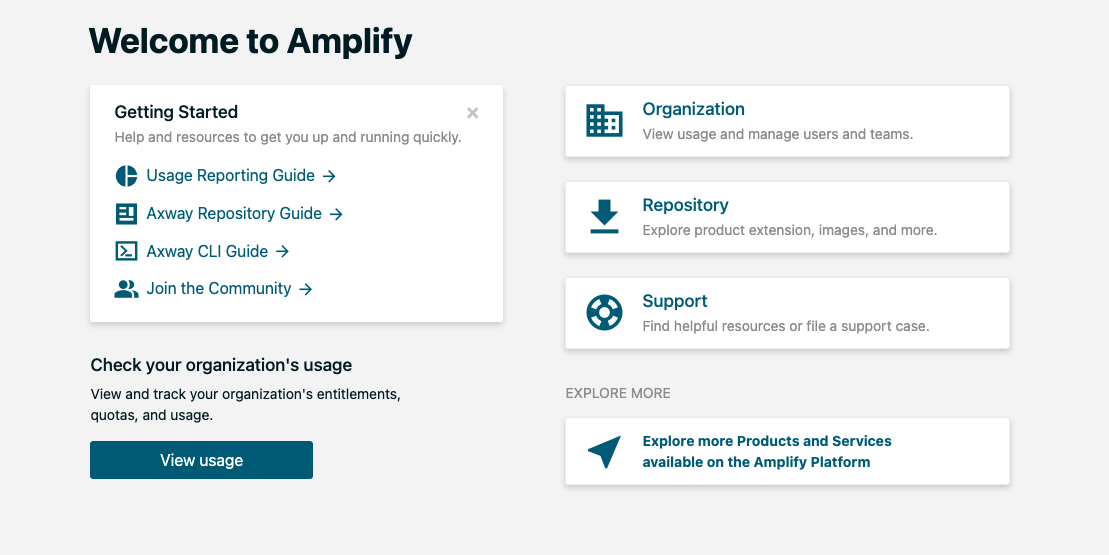 Welcome to Amplify
Getting Started
Help and resources to get you up and running quickly.
Usage Reporting Guide →
Axway Repository Guide →
Axway CLI Guide →
Join the Community →
Check your organization's usage
View and track your organization's entitlements,
quotas, and usage.
View usage
Organization
View usage and manage users and teams.
Repository
Explore product extension, images, and more.
Support
Find helpful resources or file a support case.
EXPLORE MORE
Explore more Products and Services
available on the Amplify Platform